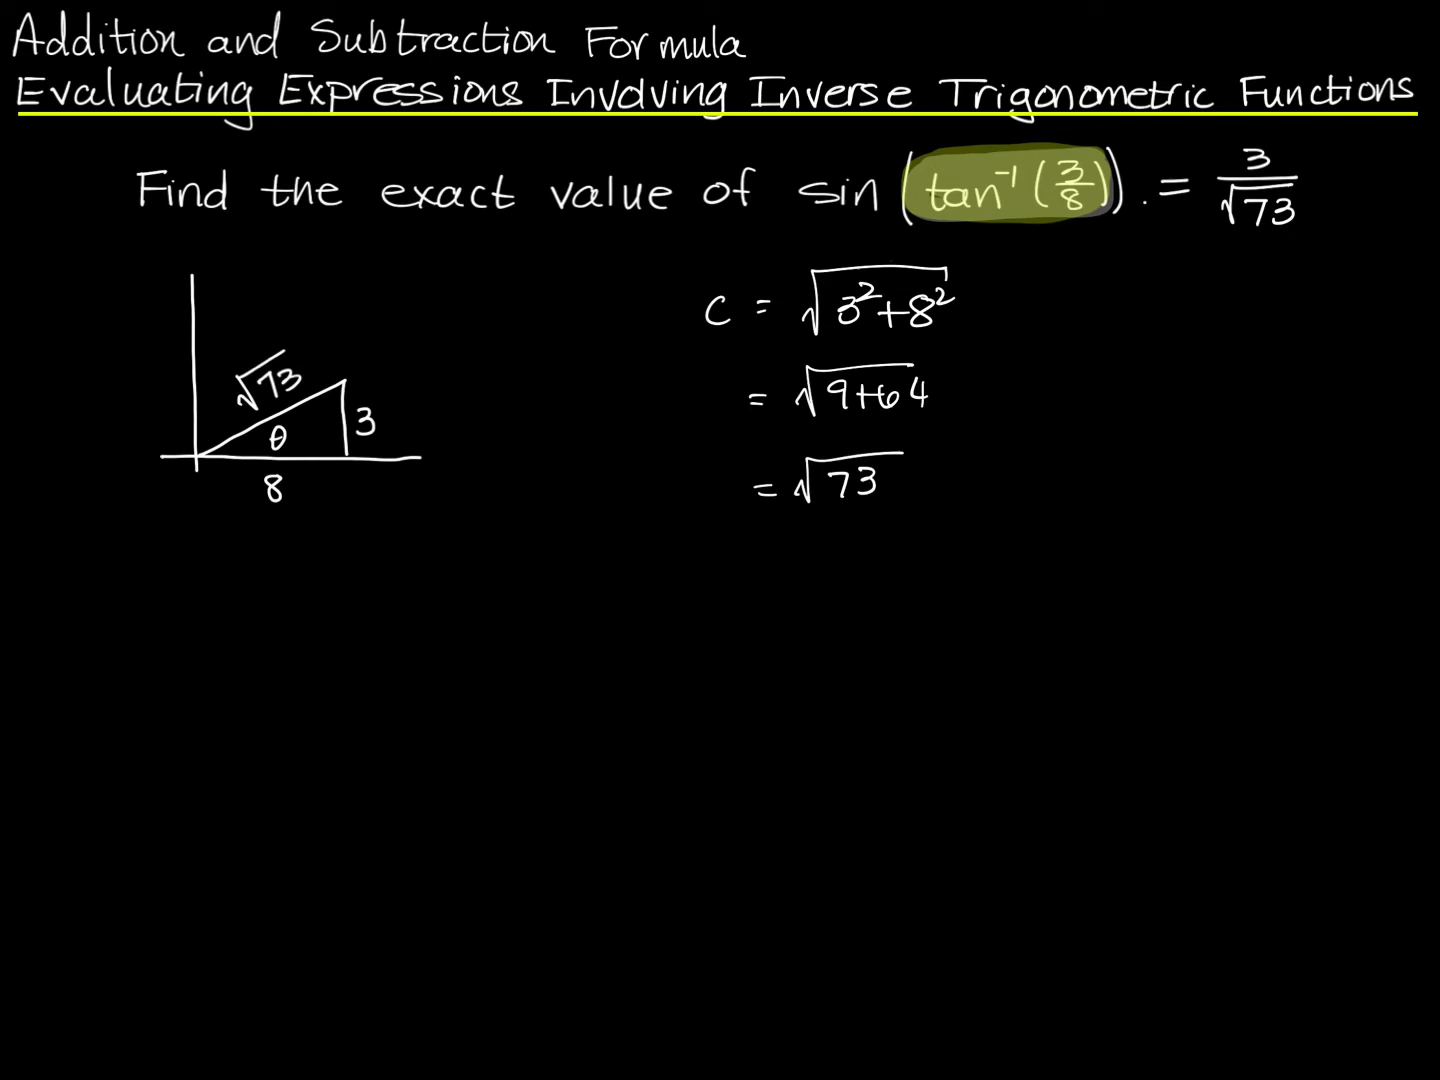 Addition and Subtraction Formula
Evaluating Expressions Involving Inverse Trigonometric Functions
Find the exact value of sin (tan⁻¹(3/8)). = 3/√73
c = √(3²+8²)
= √(9+64)
= √73
√73
θ
3
8